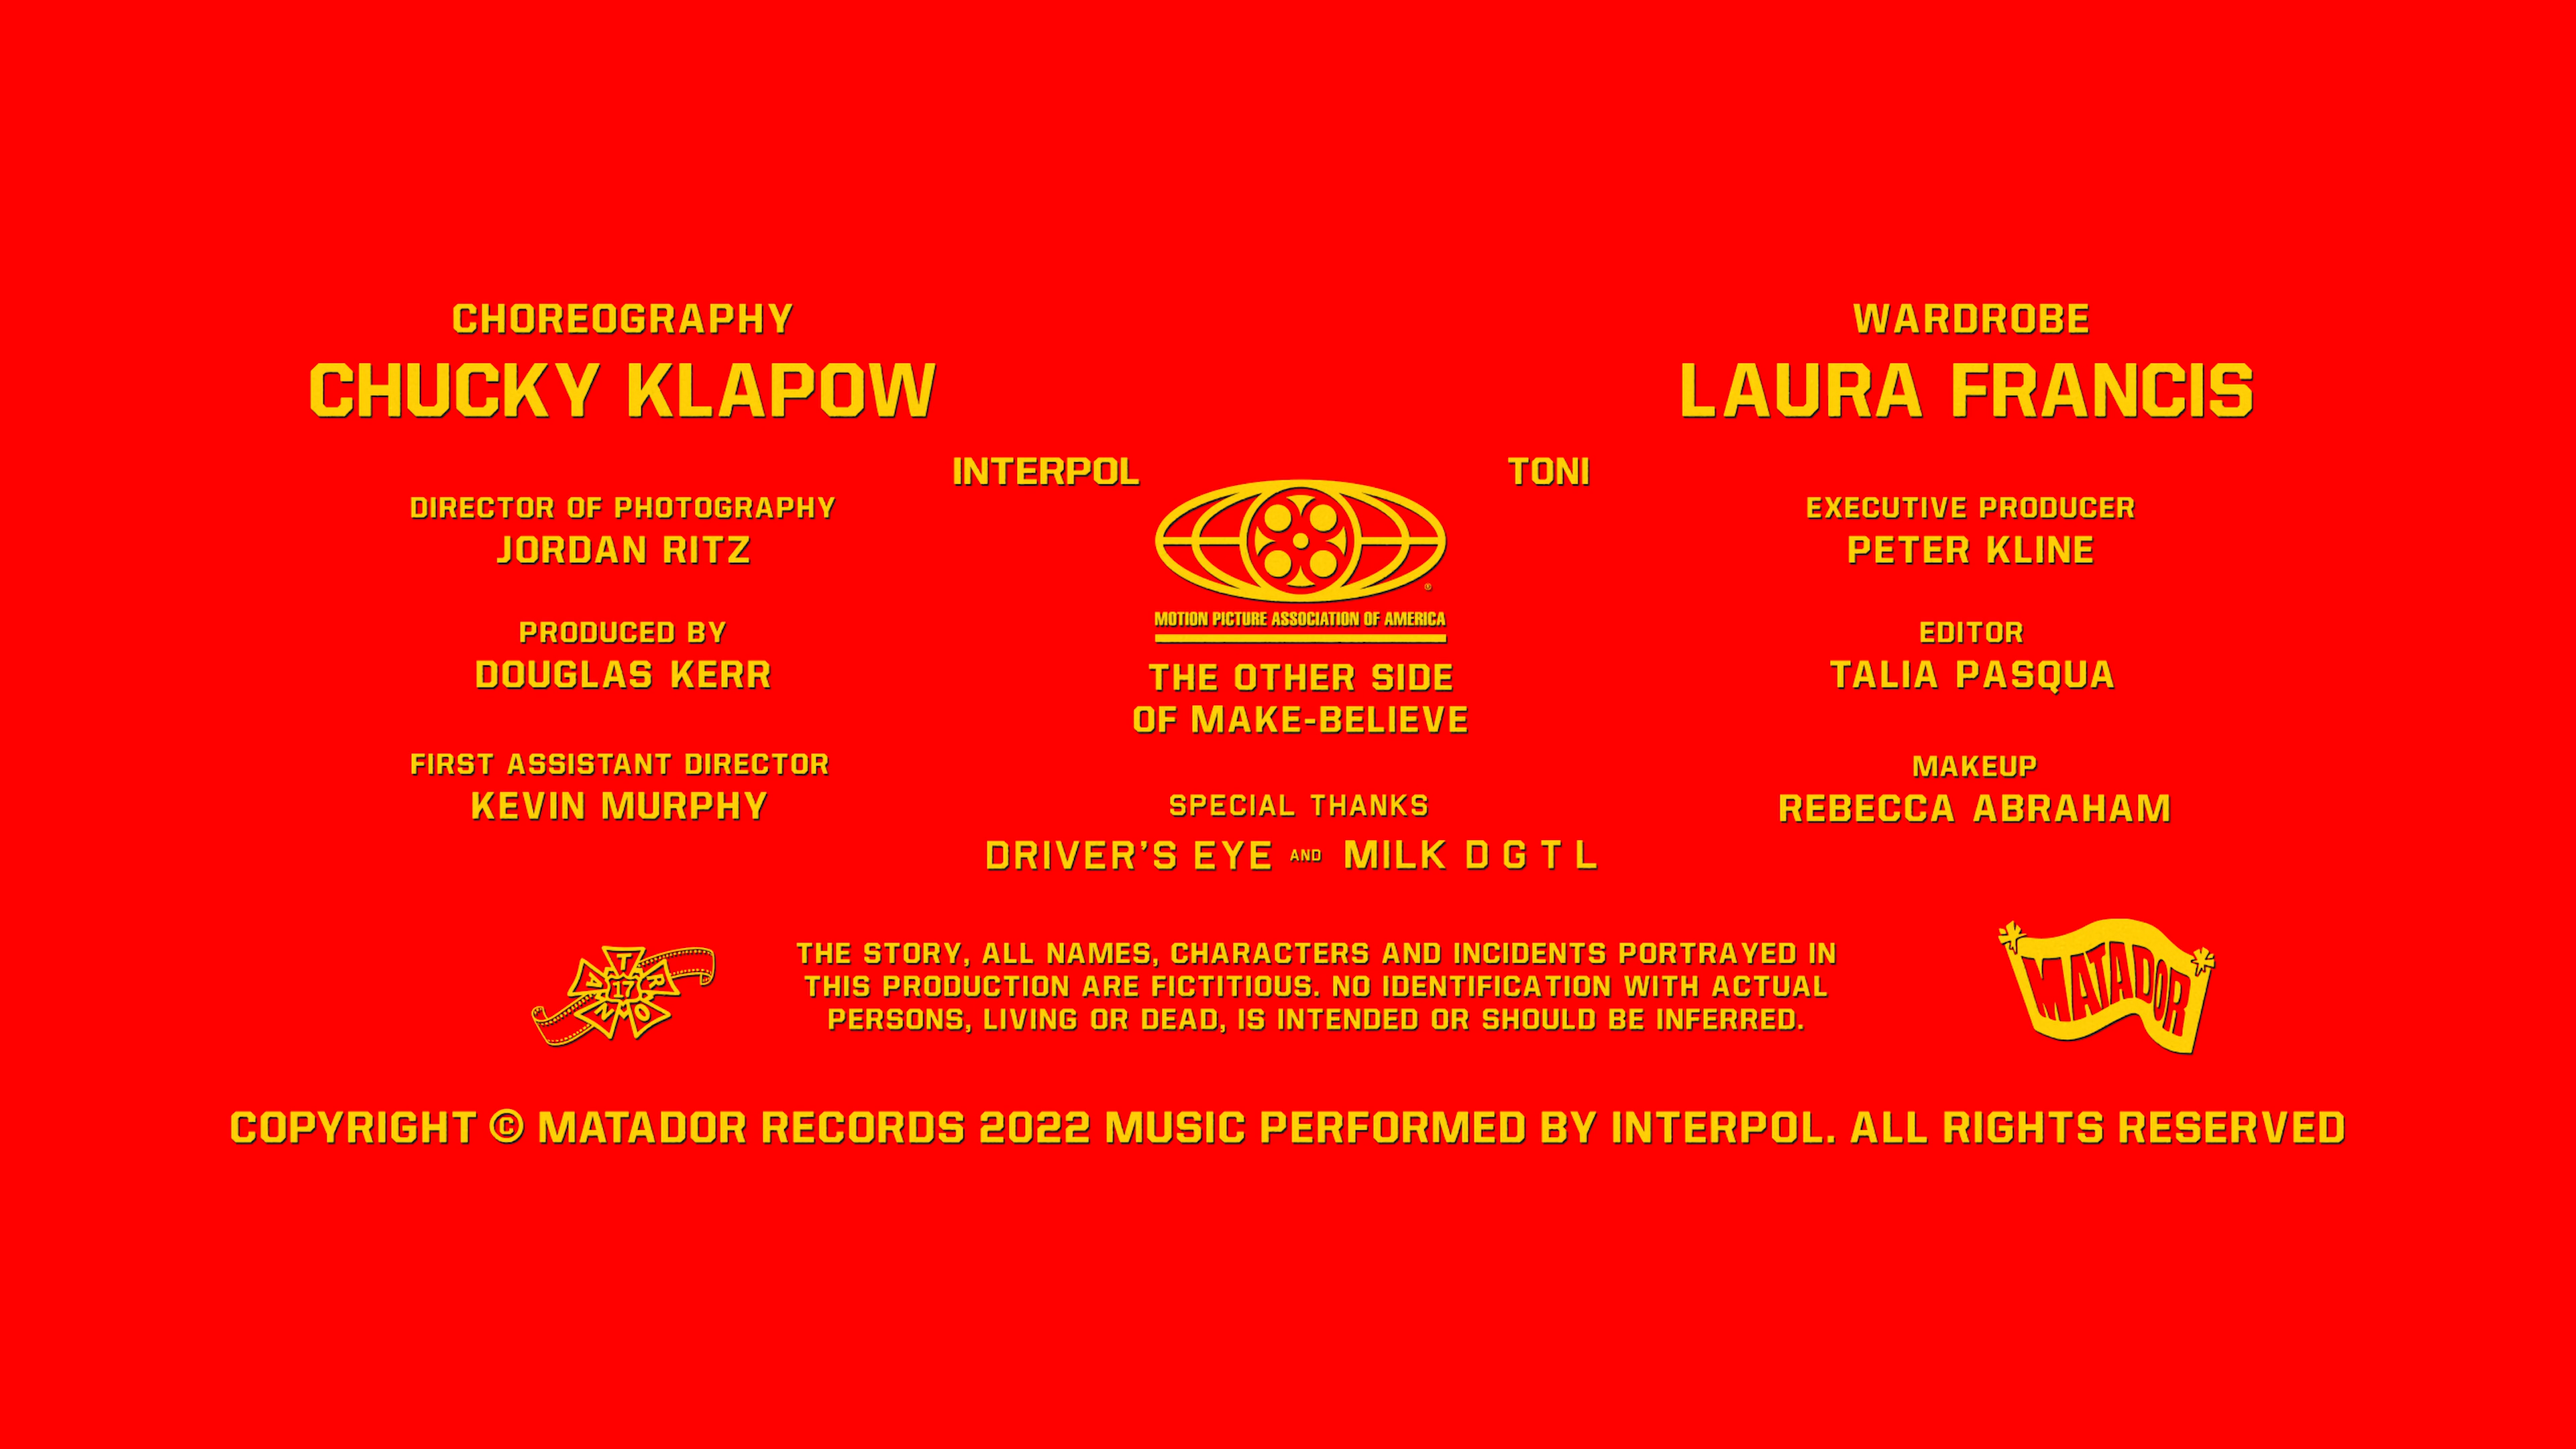 CHOREOGRAPHY
CHUCKY KLAPOW
WARDROBE
LAURA FRANCIS
INTERPOL
TONI
DIRECTOR OF PHOTOGRAPHY
JORDAN RITZ
EXECUTIVE PRODUCER
PETER KLINE
®
MOTION PICTURE ASSOCIATION OF AMERICA
PRODUCED BY
DOUGLAS KERR
EDITOR
TALIA PASQUA
THE OTHER SIDE
OF MAKE-BELIEVE
FIRST ASSISTANT DIRECTOR
KEVIN MURPHY
MAKEUP
REBECCA ABRAHAM
SPECIAL THANKS
DRIVER'S EYE AND MILK D G T L
MATADOR
THE STORY, ALL NAMES, CHARACTERS AND INCIDENTS PORTRAYED IN
THIS PRODUCTION ARE FICTITIOUS. NO IDENTIFICATION WITH ACTUAL
PERSONS, LIVING OR DEAD, IS INTENDED OR SHOULD BE INFERRED.
T R O N A 17
COPYRIGHT © MATADOR RECORDS 2022 MUSIC PERFORMED BY INTERPOL. ALL RIGHTS RESERVED